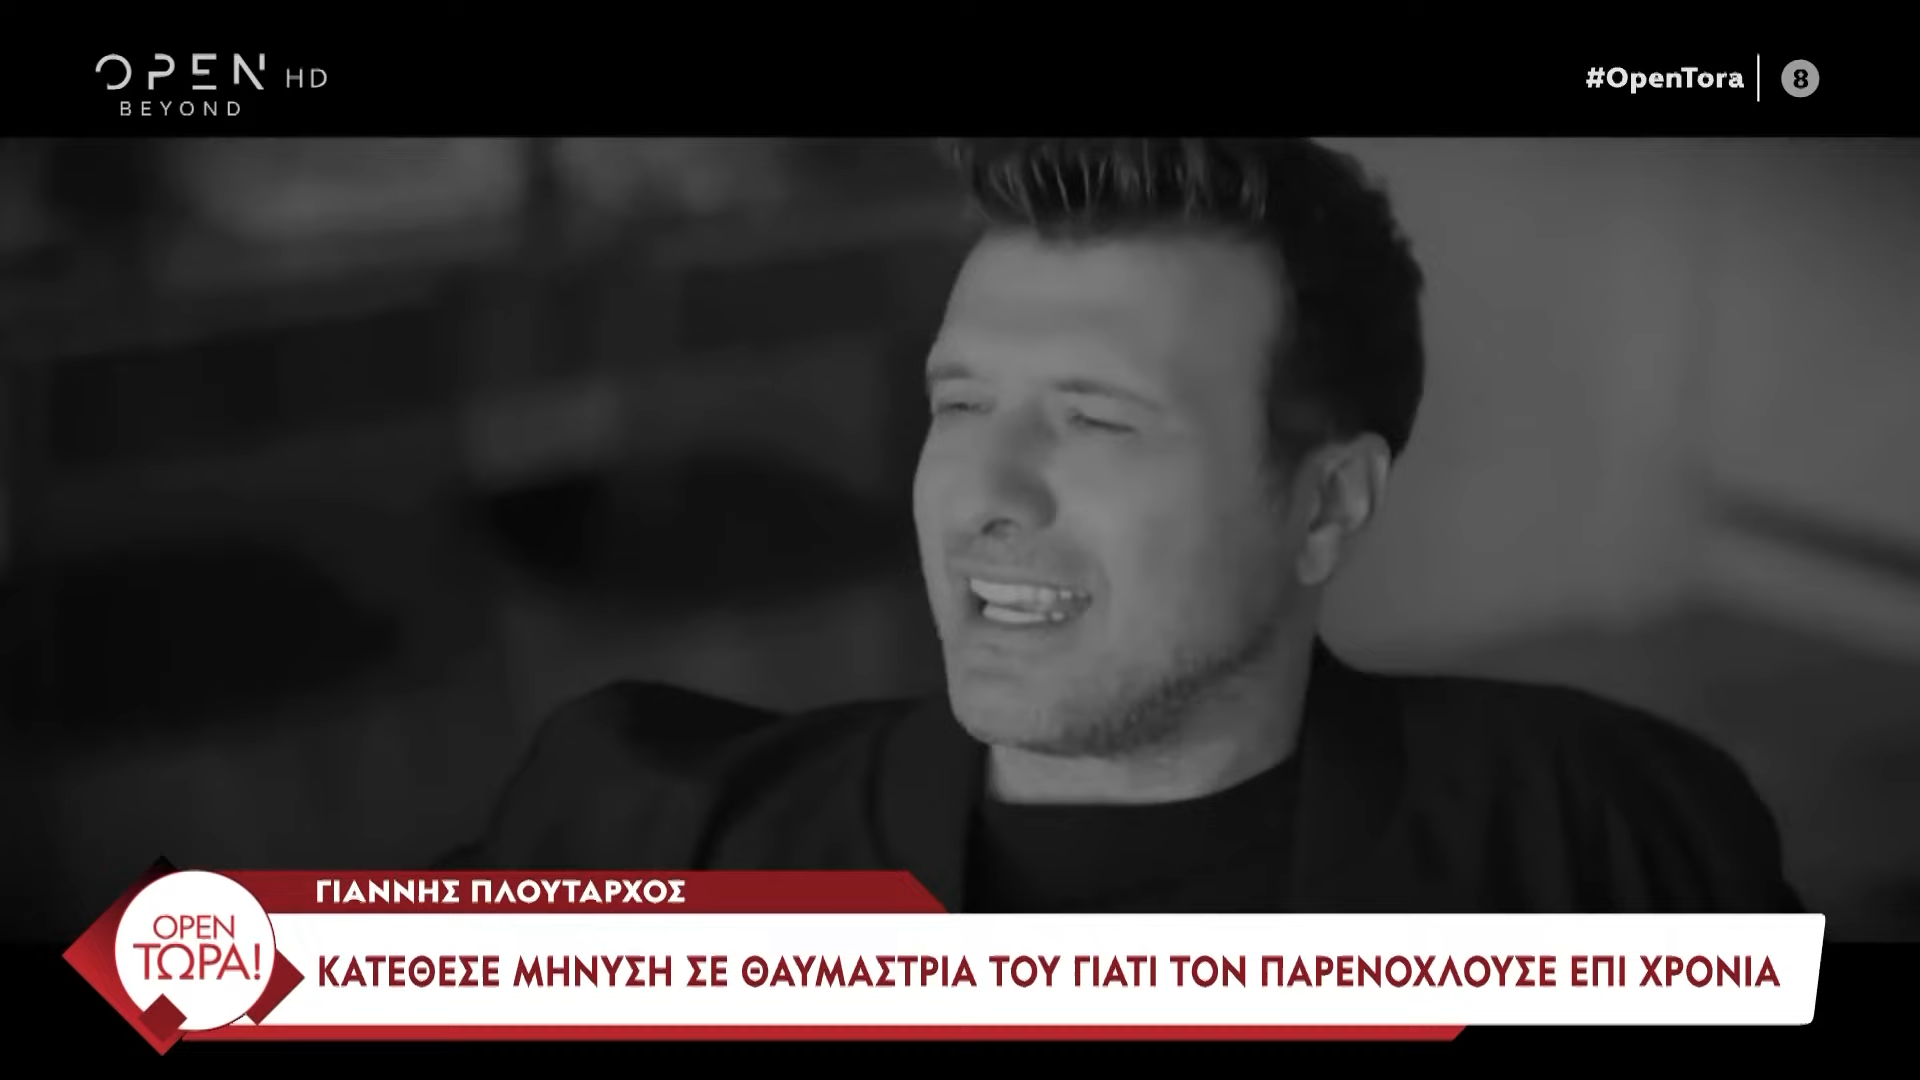 OPEN HD
BEYOND
#OpenTora
8
ΓΙΑΝΝΗΣ ΠΛΟΥΤΑΡΧΟΣ
OPEN
ΤΩΡΑ!
ΚΑΤΕΘΕΣΕ ΜΗΝΥΣΗ ΣΕ ΘΑΥΜΑΣΤΡΙΑ ΤΟΥ ΓΙΑΤΙ ΤΟΝ ΠΑΡΕΝΟΧΛΟΥΣΕ ΕΠΙ ΧΡΟΝΙΑ